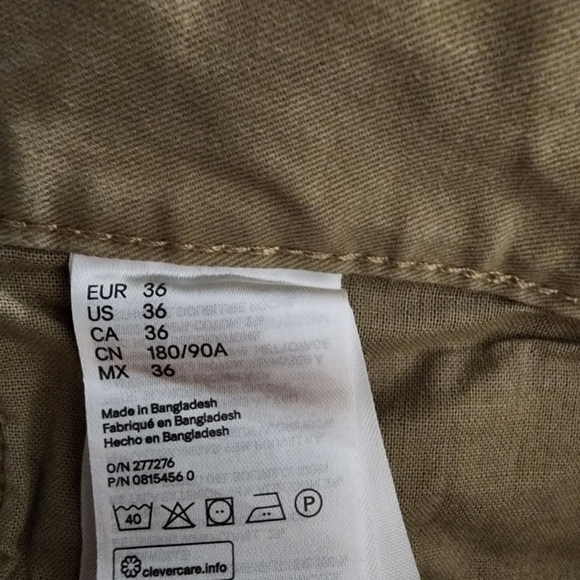 EUR 36
US 36
CA 36
CN 180/90A
MX 36
Made in Bangladesh
Fabriqué en Bangladesh
Hecho en Bangladesh
O/N 277276
P/N 0815456 0
40 P
clevercare.info